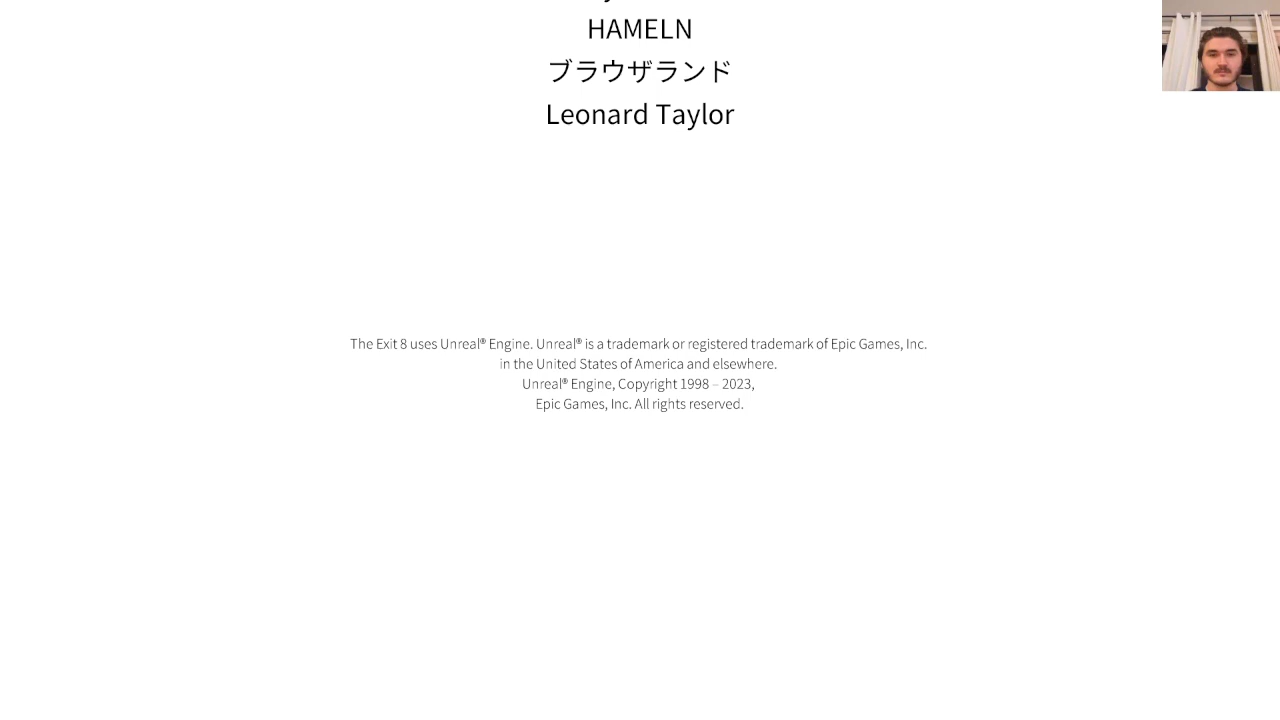 HAMELN
ブラウザランド
Leonard Taylor
The Exit 8 uses Unreal® Engine. Unreal® is a trademark or registered trademark of Epic Games, Inc.
in the United States of America and elsewhere.
Unreal® Engine, Copyright 1998 – 2023,
Epic Games, Inc. All rights reserved.